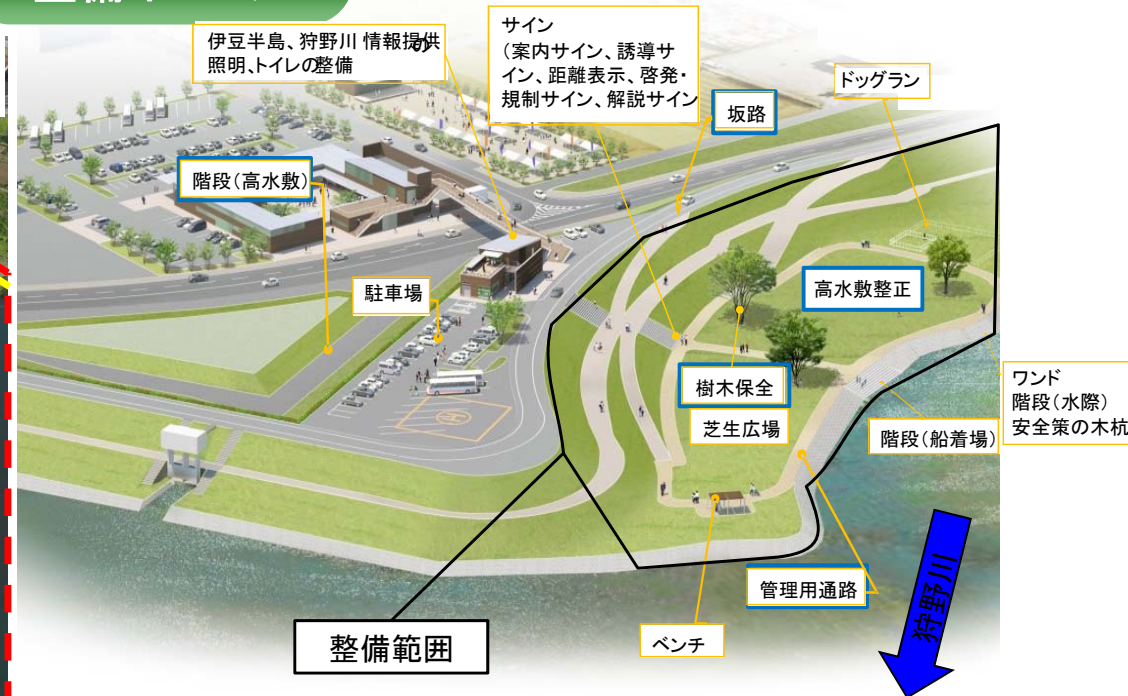 伊豆半島、狩野川の情報提供
照明、トイレの整備
サイン
(案内サイン、誘導サ
イン、距離表示、啓発・
規制サイン、解説サイン
ドッグラン
坂路
階段(高水敷)
駐車場
高水敷整正
樹木保全
芝生広場
階段(船着場)
ワンド
階段(水際)
安全策の木杭
管理用通路
ベンチ
整備範囲
狩野川